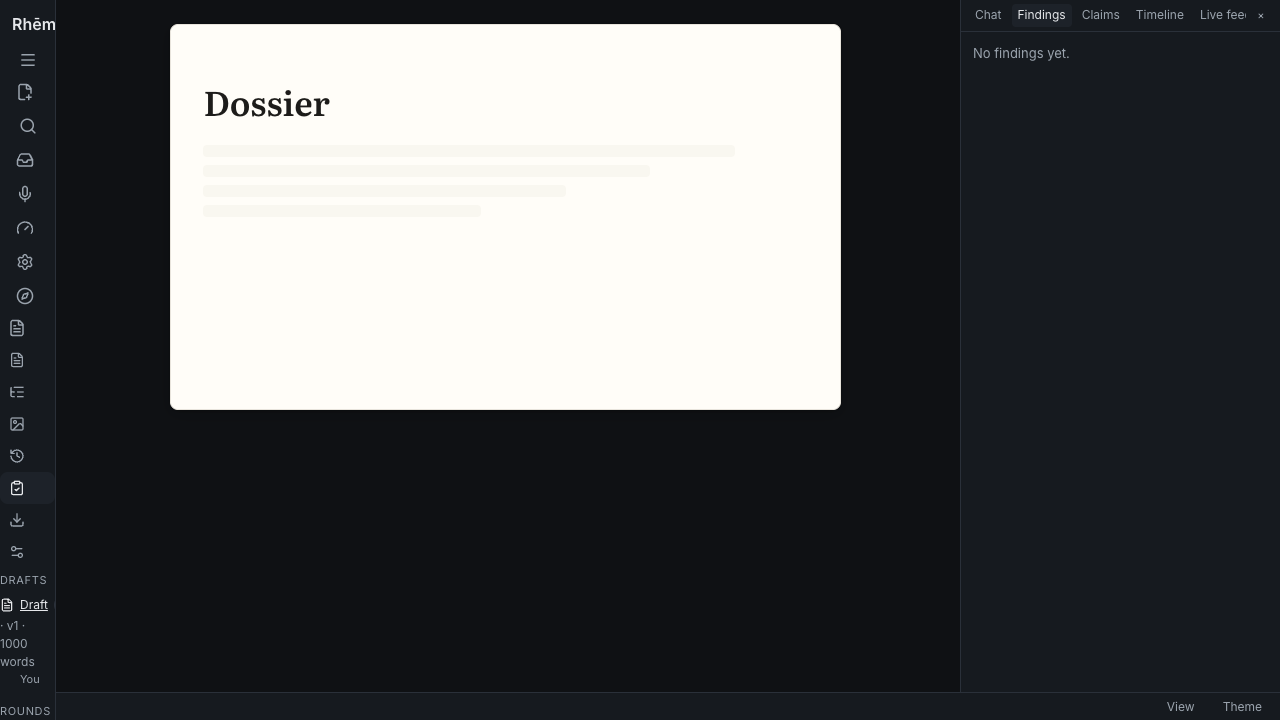 Rhēm
DRAFTS
Draft
· v1 ·
1000
words
You
ROUNDS
Dossier
Chat
Findings
Claims
Timeline
Live fee
×
No findings yet.
View
Theme